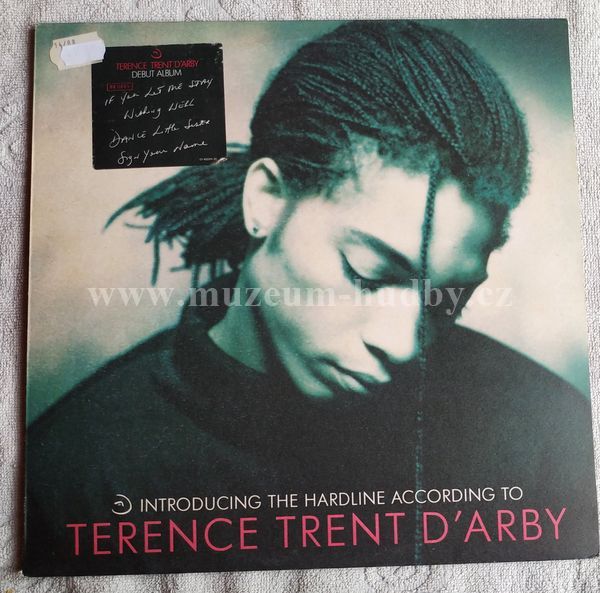 TERENCE TRENT D'ARBY
DEBUT ALBUM
IF YOU LET ME STAY
Wishing Well
DANCE Little Sister
Sign Your Name
www.muzeum-hudby.cz
INTRODUCING THE HARDLINE ACCORDING TO
TERENCE TRENT D'ARBY